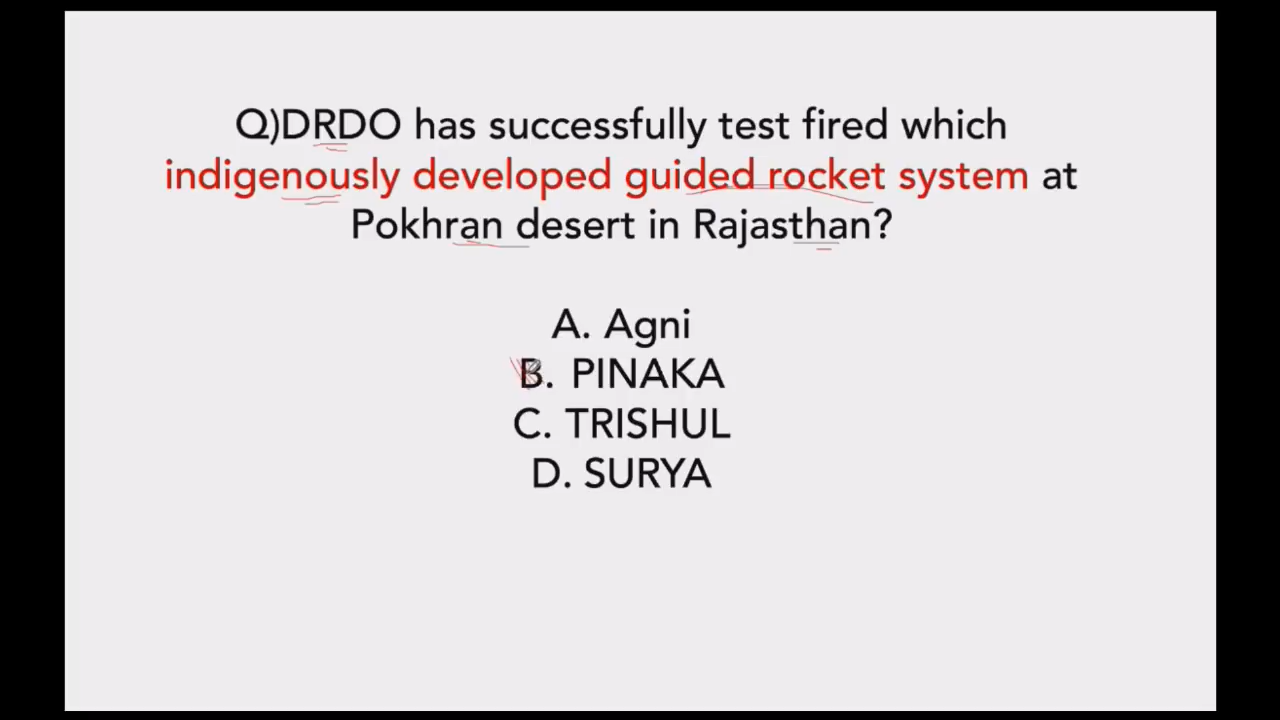 Q)DRDO has successfully test fired which
indigenously developed guided rocket system at
Pokhran desert in Rajasthan?
A. Agni
B. PINAKA
C. TRISHUL
D. SURYA